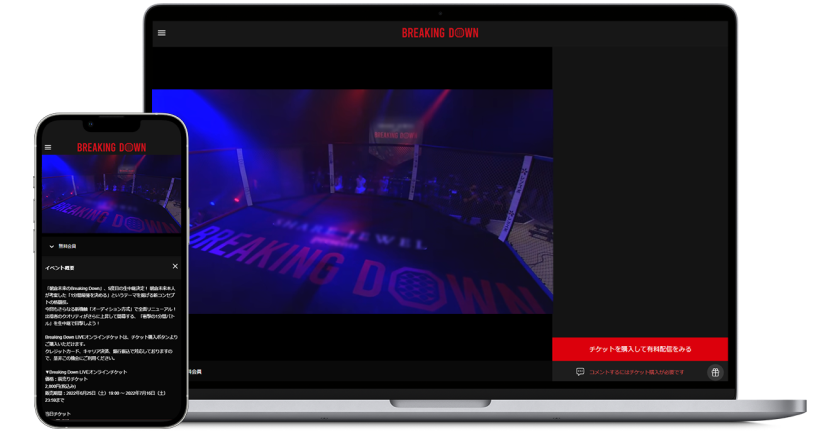 BREAKING DOWN
BREAKING DOWN
SHARE JEWEL
BREAKING DOWN
チケットを購入して有料配信をみる
コメントするにはチケット購入が必要です
料会員
BREAKING DOWN
BREAKING DOWN
無料会員
イベント概要
「朝倉未来のBreaking Down」、5度目の生中継決定！ 朝倉未来本人
が考案した「1分間最強を決める」というテーマを掲げる新コンセプ
トの格闘技。
今回もさらなる新機軸「オーディション方式」で全面リニューアル！
出場者のクオリティがさらに上昇して開幕する、「衝撃の1分間バト
ル」を生中継で目撃しよう！
Breaking Down LIVEオンラインチケットは、チケット購入ボタンより
ご購入いただけます。
クレジットカード、キャリア決済、銀行振込で対応しておりますの
で、是非この機会にご利用ください。
▼Breaking Down LIVEオンラインチケット
価格：前売りチケット
2,800円(税込み)
販売期間：2022年6月25日（土）19:00 ～ 2022年7月16日（土）
23:59まで
当日チケット